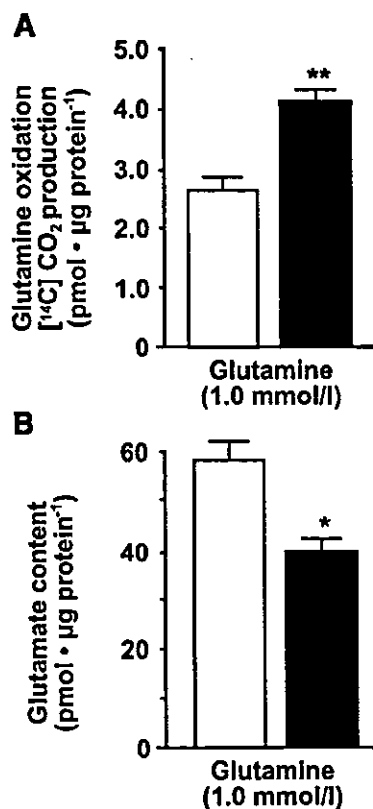 A
Glutamine oxidation
[¹⁴C] CO₂ production
(pmol • µg protein⁻¹)
5.0
4.0
3.0
2.0
1.0
0
**
Glutamine
(1.0 mmol/l)
B
Glutamate content
(pmol • µg protein⁻¹)
60
40
20
0
*
Glutamine
(1.0 mmol/l)